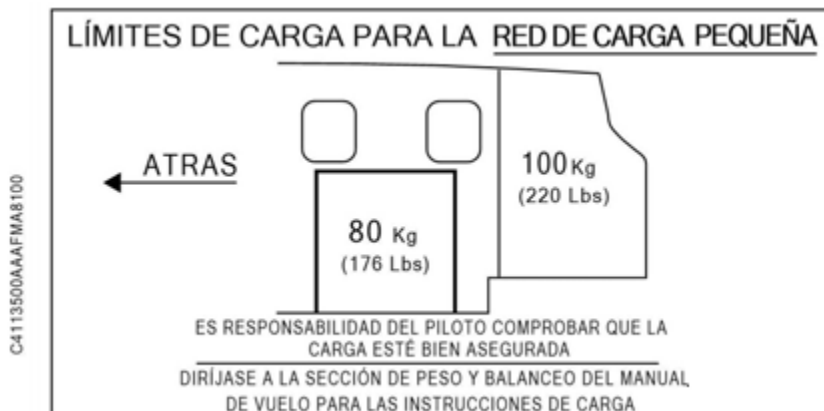 LÍMITES DE CARGA PARA LA RED DE CARGA PEQUEÑA
ATRAS
100 Kg
(220 Lbs)
80 Kg
(176 Lbs)
C4113500AAAFMA8100
ES RESPONSABILIDAD DEL PILOTO COMPROBAR QUE LA
CARGA ESTÉ BIEN ASEGURADA
DIRÍJASE A LA SECCIÓN DE PESO Y BALANCEO DEL MANUAL
DE VUELO PARA LAS INSTRUCCIONES DE CARGA